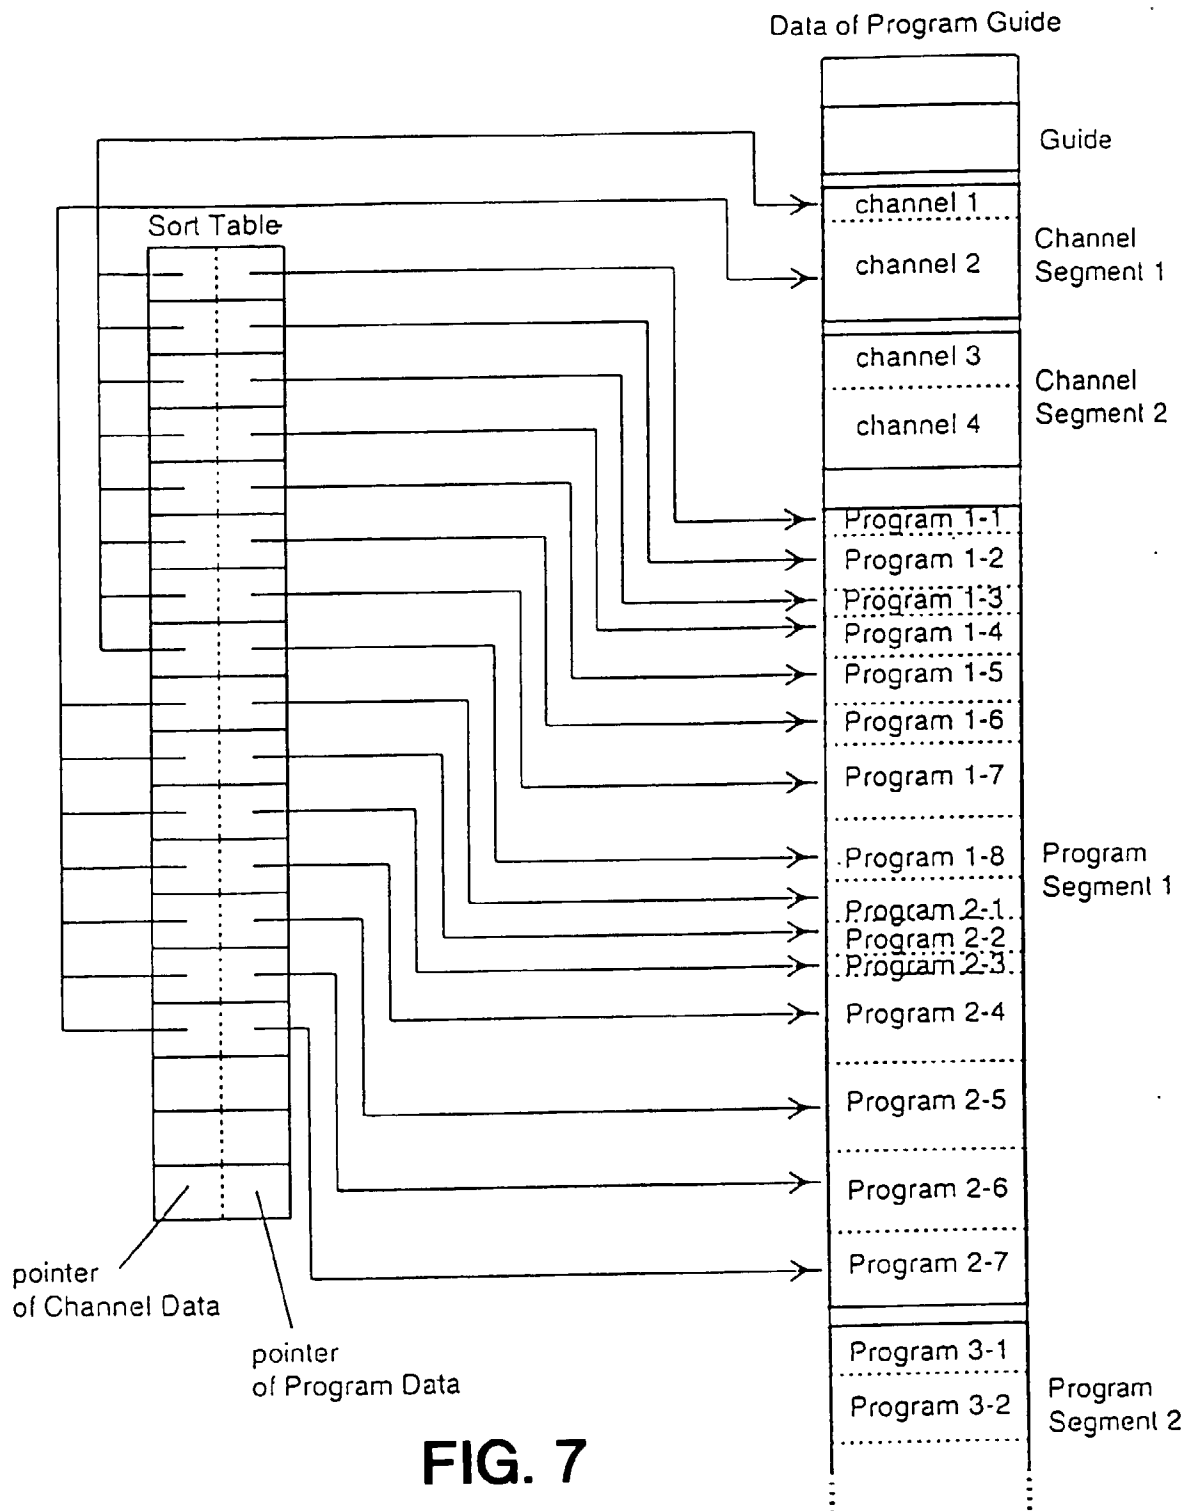 Data of Program Guide
Guide
channel 1
channel 2
Channel
Segment 1
channel 3
channel 4
Channel
Segment 2
Sort Table
Program 1-1
Program 1-2
Program 1-3
Program 1-4
Program 1-5
Program 1-6
Program 1-7
Program 1-8
Program 2-1
Program 2-2
Program 2-3
Program 2-4
Program 2-5
Program 2-6
Program 2-7
Program
Segment 1
Program 3-1
Program 3-2
Program
Segment 2
pointer
of Channel Data
pointer
of Program Data
FIG. 7